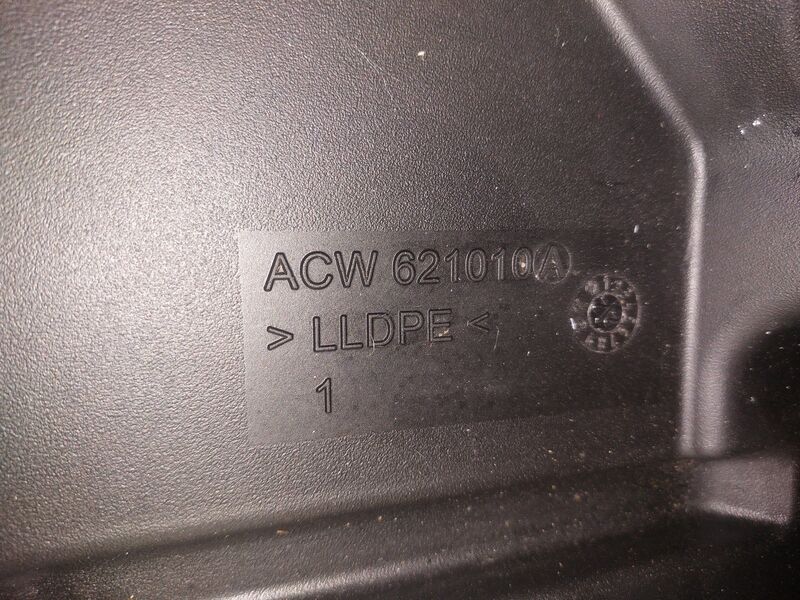 ACW 621010A
> LLDPE <
1